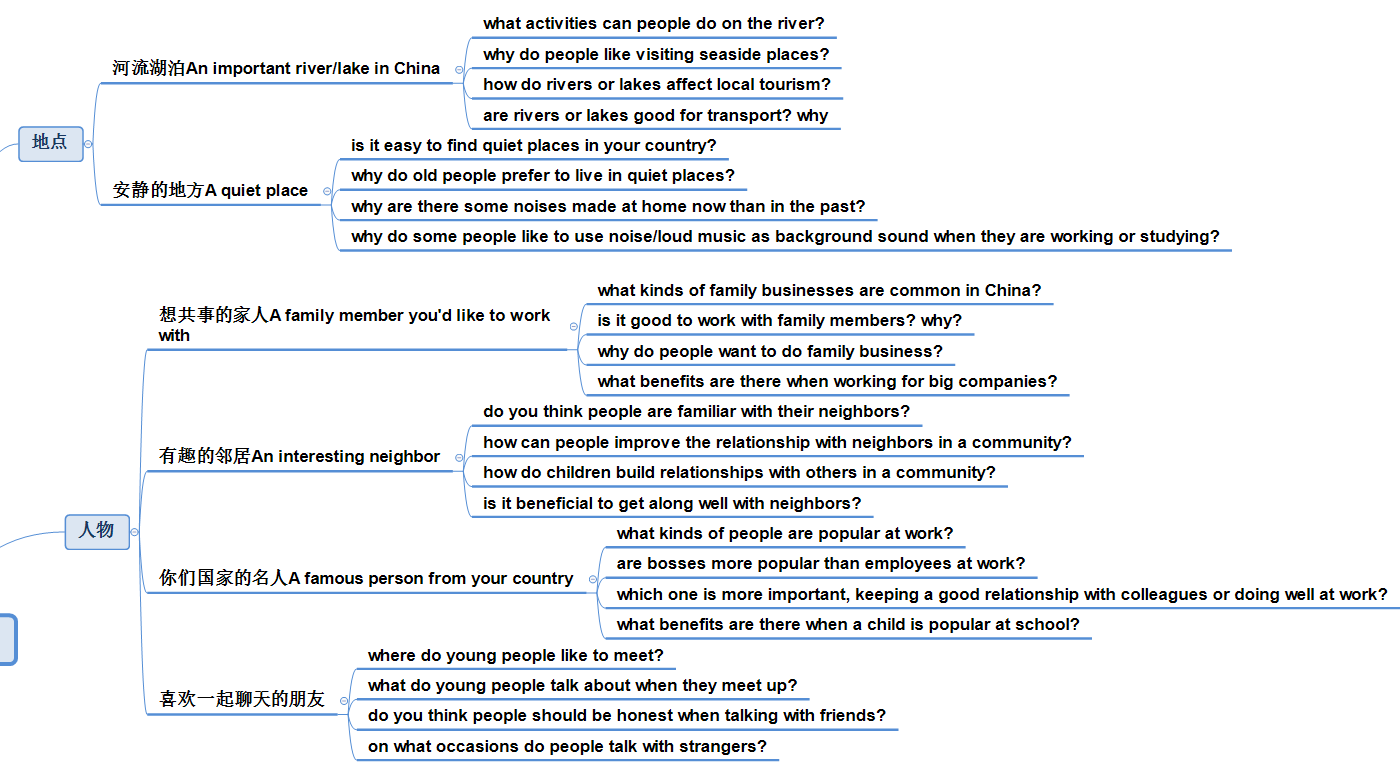 地点
河流湖泊An important river/lake in China
what activities can people do on the river?
why do people like visiting seaside places?
how do rivers or lakes affect local tourism?
are rivers or lakes good for transport? why
安静的地方A quiet place
is it easy to find quiet places in your country?
why do old people prefer to live in quiet places?
why are there some noises made at home now than in the past?
why do some people like to use noise/loud music as background sound when they are working or studying?
人物
想共事的家人A family member you'd like to work
with
what kinds of family businesses are common in China?
is it good to work with family members? why?
why do people want to do family business?
what benefits are there when working for big companies?
有趣的邻居An interesting neighbor
do you think people are familiar with their neighbors?
how can people improve the relationship with neighbors in a community?
how do children build relationships with others in a community?
is it beneficial to get along well with neighbors?
你们国家的名人A famous person from your country
what kinds of people are popular at work?
are bosses more popular than employees at work?
which one is more important, keeping a good relationship with colleagues or doing well at work?
what benefits are there when a child is popular at school?
喜欢一起聊天的朋友
where do young people like to meet?
what do young people talk about when they meet up?
do you think people should be honest when talking with friends?
on what occasions do people talk with strangers?